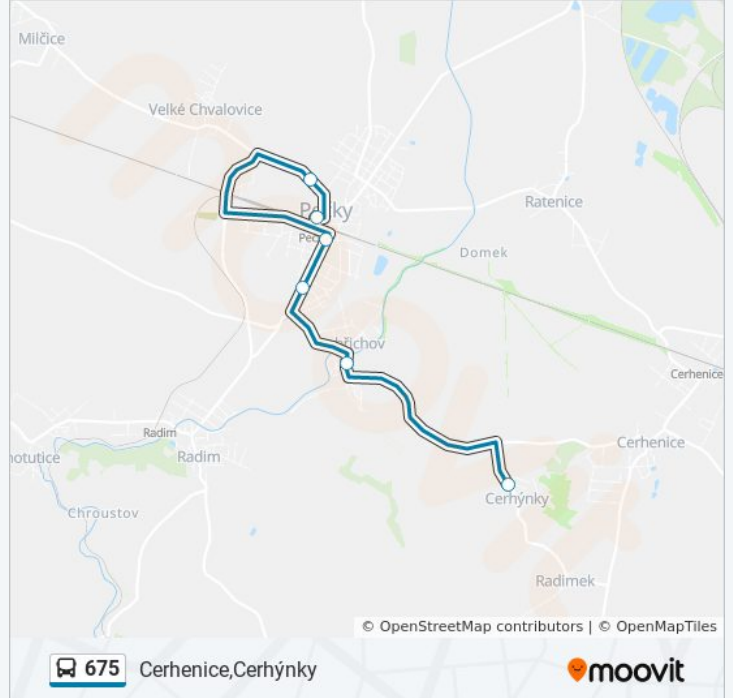 Milčice
Velké Chvalovice
Ratenice
Domek
Cerhenice
Radim
Cerhenice
Radim
Cerhýnky
Chroustov
Radimek
© OpenStreetMap contributors | © OpenMapTiles
675 Cerhenice,Cerhýnky
moovit